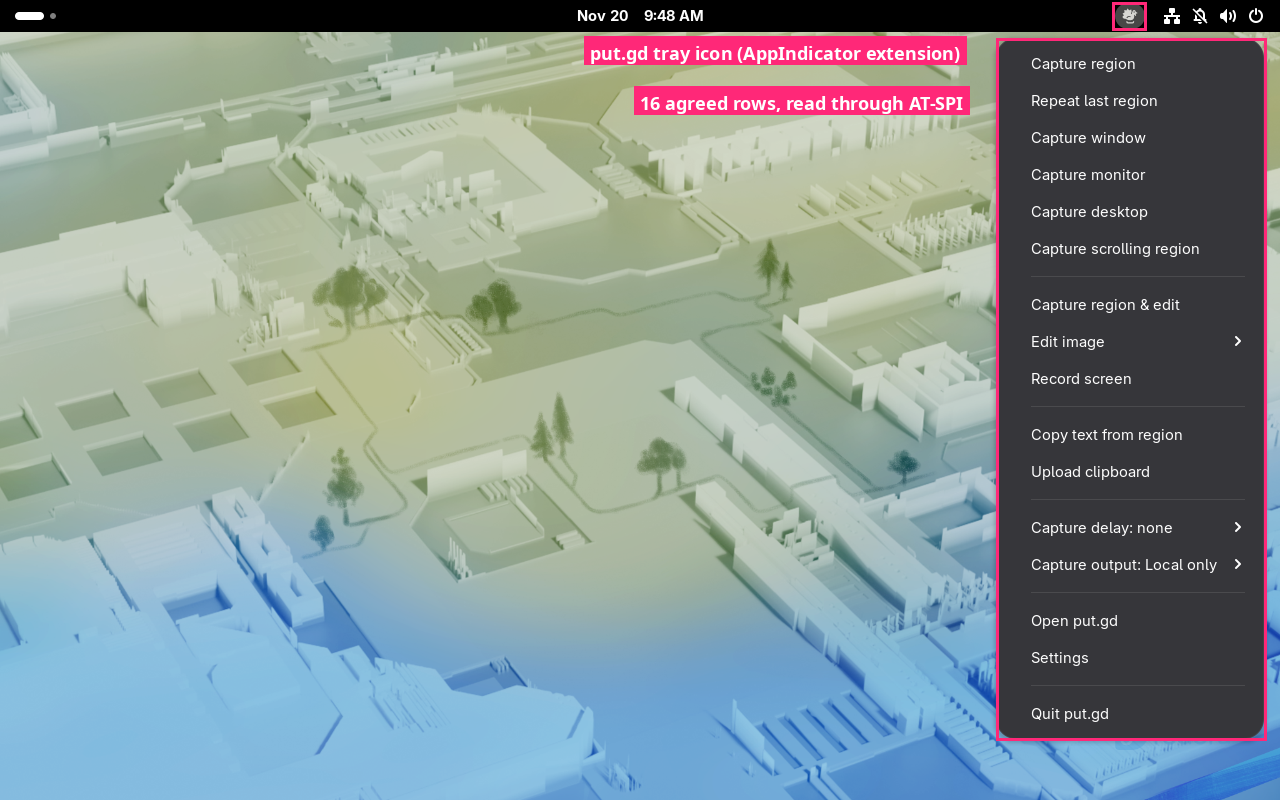 Nov 20 9:48 AM
put.gd tray icon (AppIndicator extension)
16 agreed rows, read through AT-SPI
Capture region
Repeat last region
Capture window
Capture monitor
Capture desktop
Capture scrolling region
Capture region & edit
Edit image
Record screen
Copy text from region
Upload clipboard
Capture delay: none
Capture output: Local only
Open put.gd
Settings
Quit put.gd